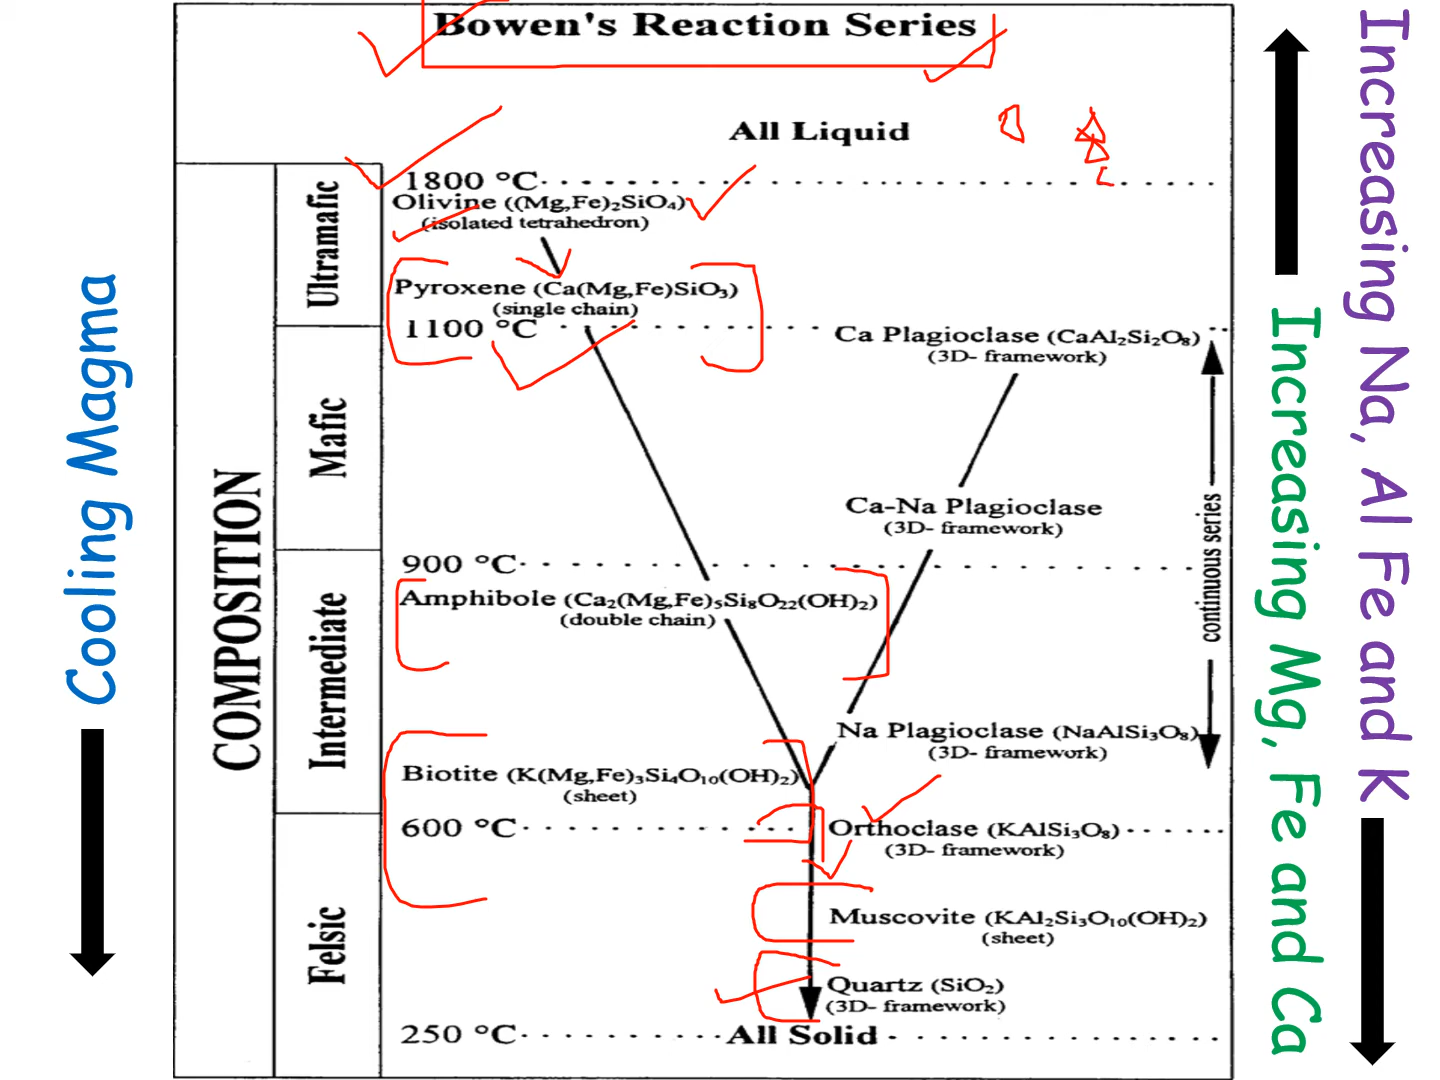 Bowen's Reaction Series
All Liquid
1800 °C
Olivine ((Mg,Fe)₂SiO₄)
(isolated tetrahedron)
Pyroxene (Ca(Mg,Fe)SiO₃)
(single chain)
1100 °C
Ca Plagioclase (CaAl₂Si₂O₈)
(3D- framework)
Ca-Na Plagioclase
(3D- framework)
900 °C
Amphibole (Ca₂(Mg,Fe)₅Si₈O₂₂(OH)₂)
(double chain)
Na Plagioclase (NaAlSi₃O₈)
(3D- framework)
Biotite (K(Mg,Fe)₃Si₄O₁₀(OH)₂)
(sheet)
600 °C
Orthoclase (KAlSi₃O₈)
(3D- framework)
Muscovite (KAl₂Si₃O₁₀(OH)₂)
(sheet)
Quartz (SiO₂)
(3D- framework)
250 °C
All Solid
Cooling Magma
COMPOSITION
Ultramafic
Mafic
Intermediate
Felsic
continuous series
Increasing Mg, Fe and Ca
Increasing Na, Al Fe and K